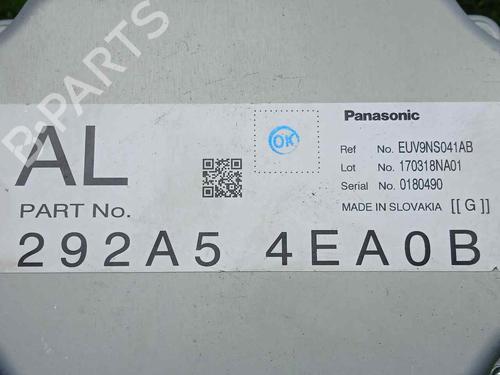 B-PARTS
AL
PART No.
292A5 4EA0B
OK
Panasonic
Ref No. EUV9NS041AB
Lot No. 170318NA01
Serial No. 0180490
MADE IN SLOVAKIA [[ G ]]